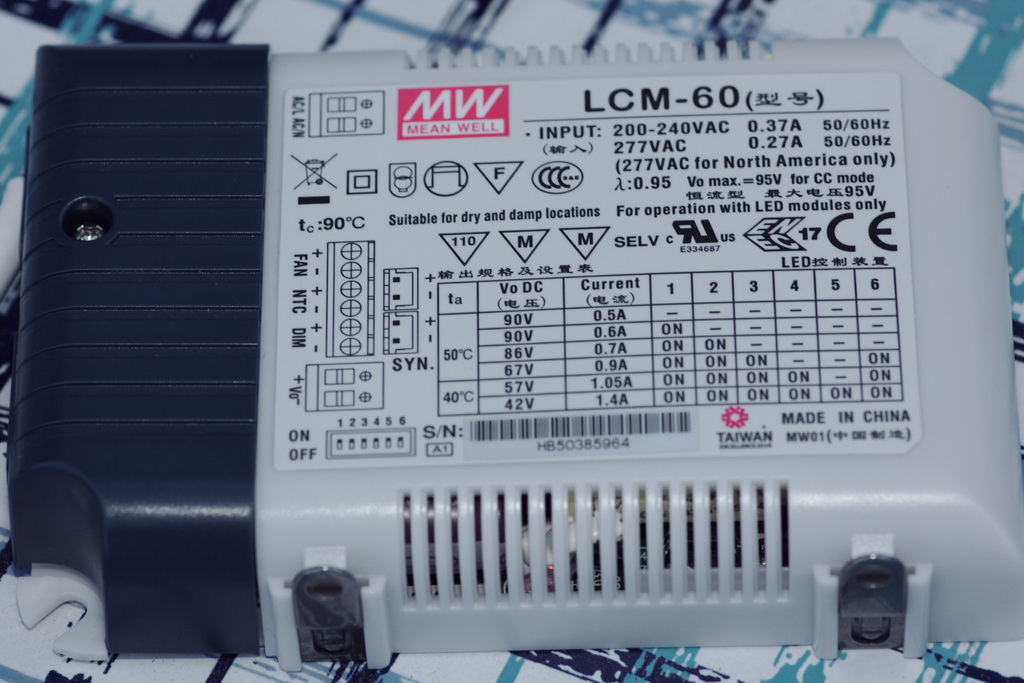 AC/L AC/N
MW
MEAN WELL
LCM-60(型号)
· INPUT: 200-240VAC 0.37A 50/60Hz
(输入) 277VAC 0.27A 50/60Hz
(277VAC for North America only)
λ:0.95 Vo max.=95V for CC mode
恒流型 最大电压95V
For operation with LED modules only
F
CCC
tc:90℃
Suitable for dry and damp locations
110 M M SELV
c RU US
E334687
ENEC 17 CE
LED控制装置
输出规格及设置表
ta Vo DC (电压) Current (电流) 1 2 3 4 5 6
90V 0.5A – – – – – –
90V 0.6A ON – – – – –
50℃ 86V 0.7A ON ON – – – –
67V 0.9A ON ON ON – – ON
57V 1.05A ON ON ON ON – ON
40℃ 42V 1.4A ON ON ON ON ON ON
FAN + -
NTC
DIM + -
+ -
+ -
SYN.
+ Vo -
1 2 3 4 5 6
ON
OFF
S/N:
A1
HB50385964
TAIWAN
EXCELLENCE
MADE IN CHINA
MW01(中国制造)